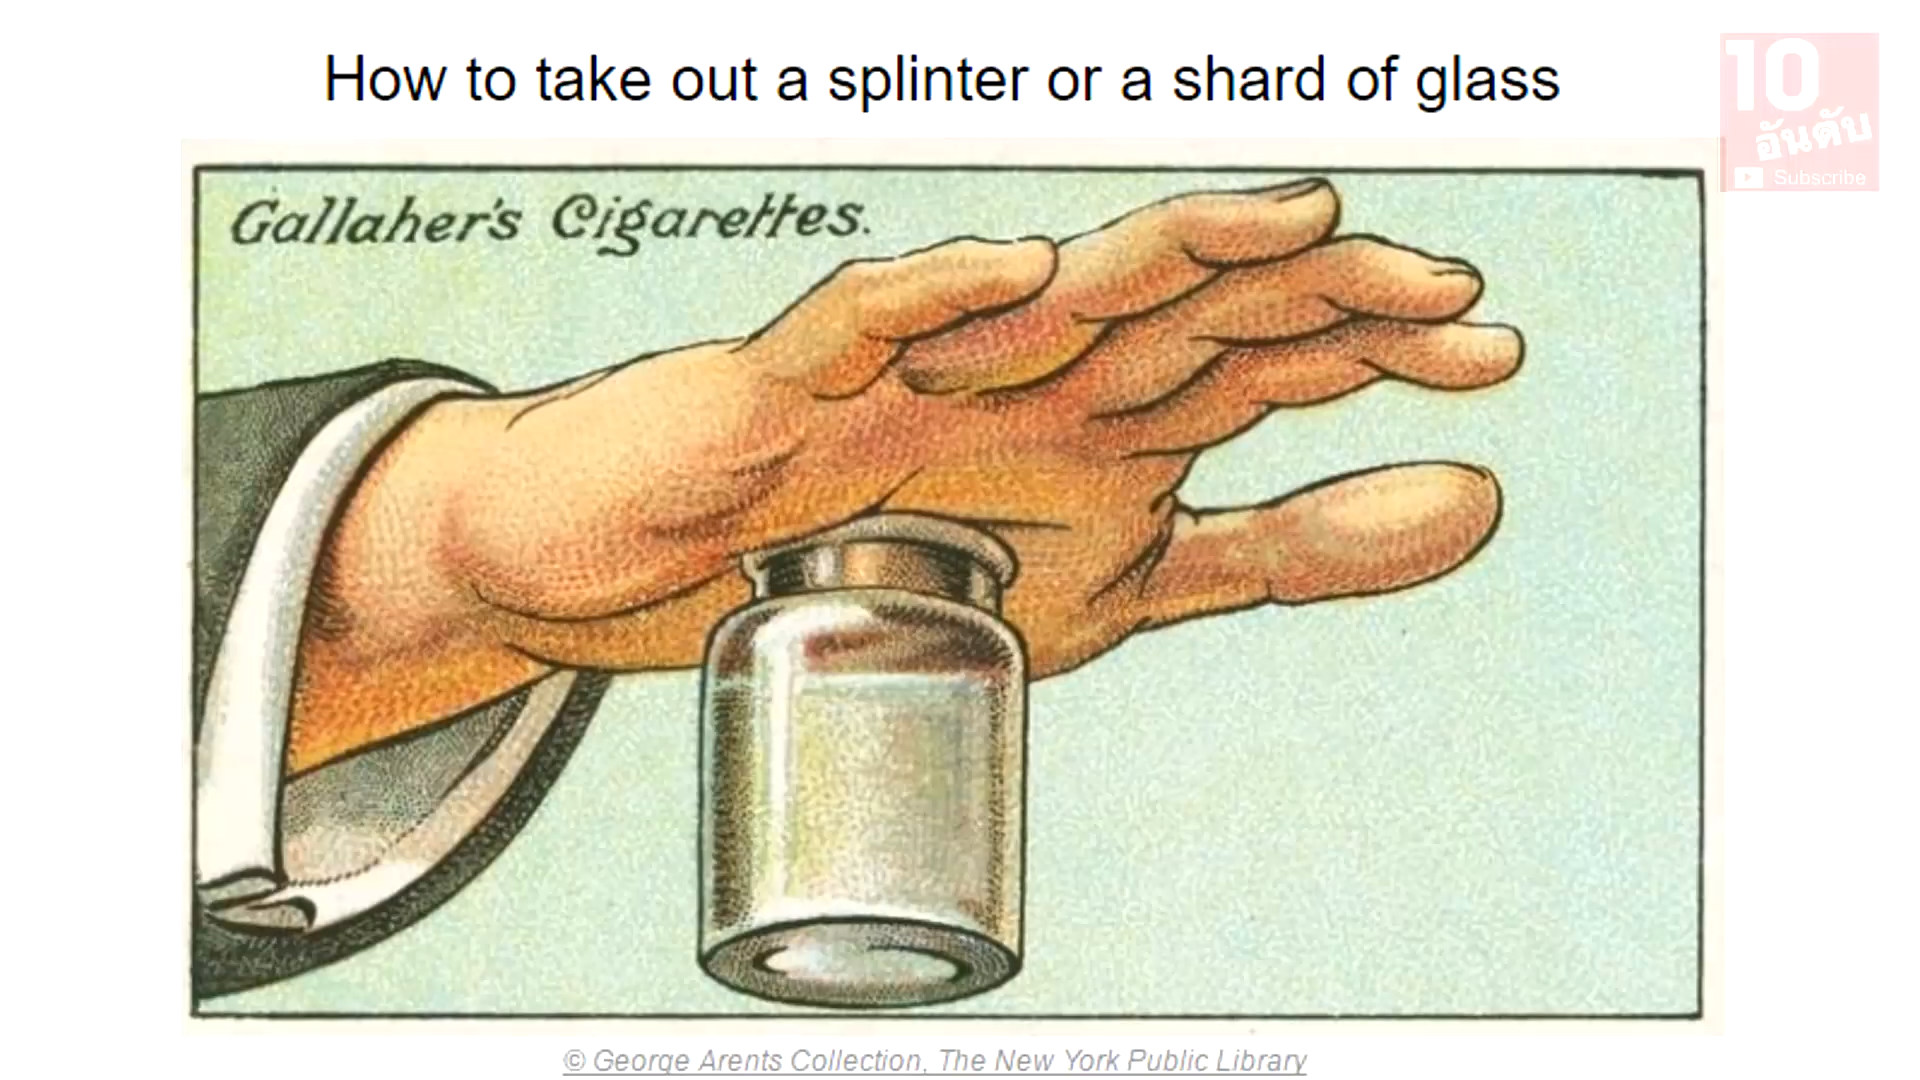 How to take out a splinter or a shard of glass
10
อันดับ
Subscribe
Gallaher's Cigarettes.
© George Arents Collection, The New York Public Library